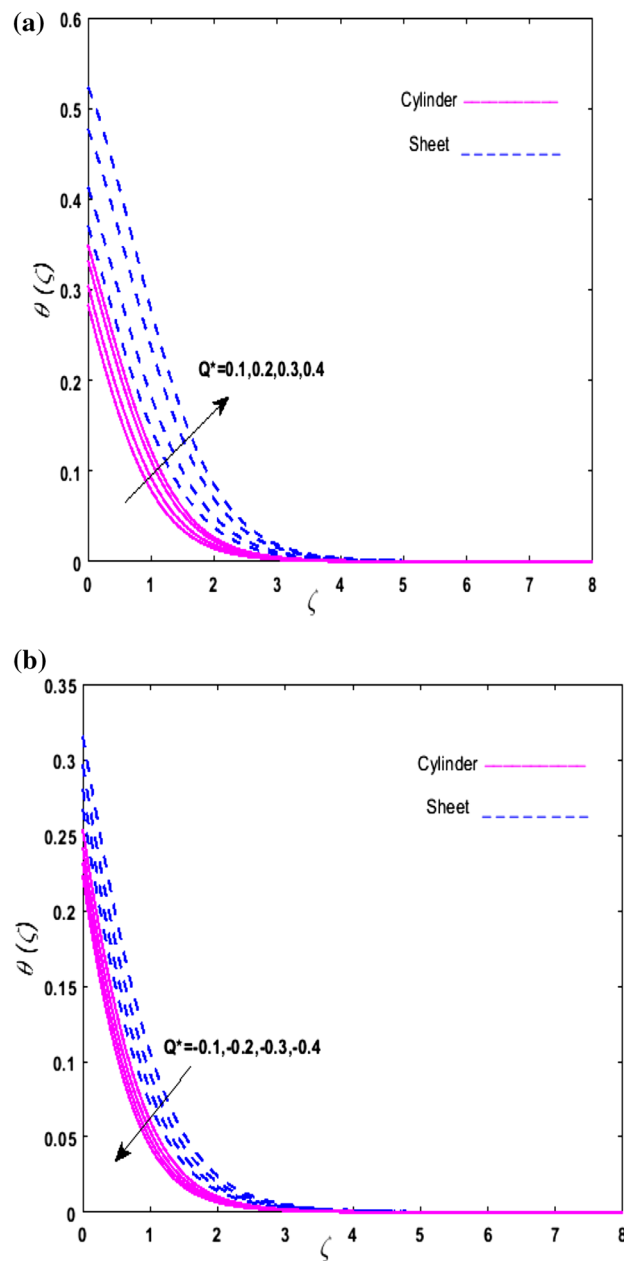 (a)
0.6
0.5
0.4
0.3
0.2
0.1
0
θ (ζ)
Cylinder
Sheet
Q*=0.1,0.2,0.3,0.4
0 1 2 3 4 5 6 7 8
ζ
(b)
0.35
0.3
0.25
0.2
0.15
0.1
0.05
0
θ (ζ)
Cylinder
Sheet
Q*=-0.1,-0.2,-0.3,-0.4
0 1 2 3 4 5 6 7 8
ζ